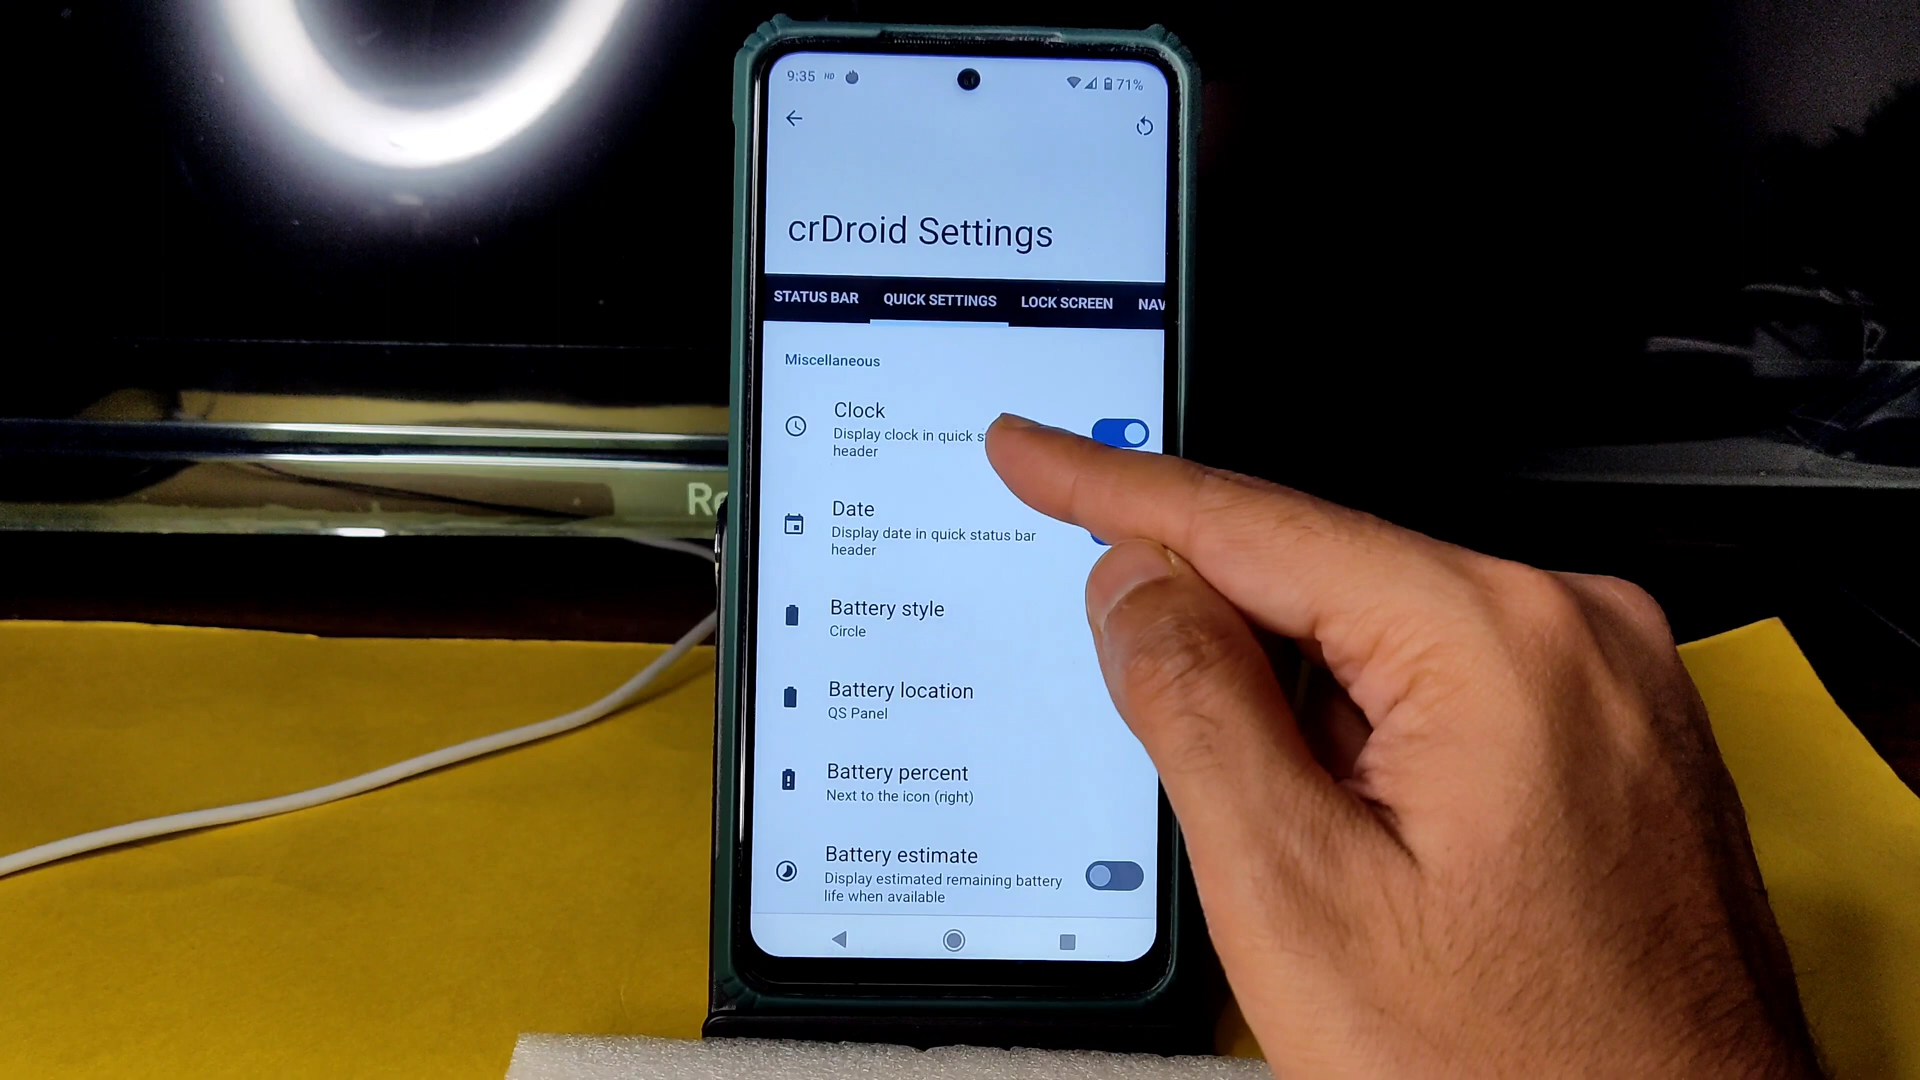 9:35 HD 71%
crDroid Settings
STATUS BAR QUICK SETTINGS LOCK SCREEN NAV
Miscellaneous
Clock
Display clock in quick s
header
Date
Display date in quick status bar
header
Battery style
Circle
Battery location
QS Panel
Battery percent
Next to the icon (right)
Battery estimate
Display estimated remaining battery
life when available